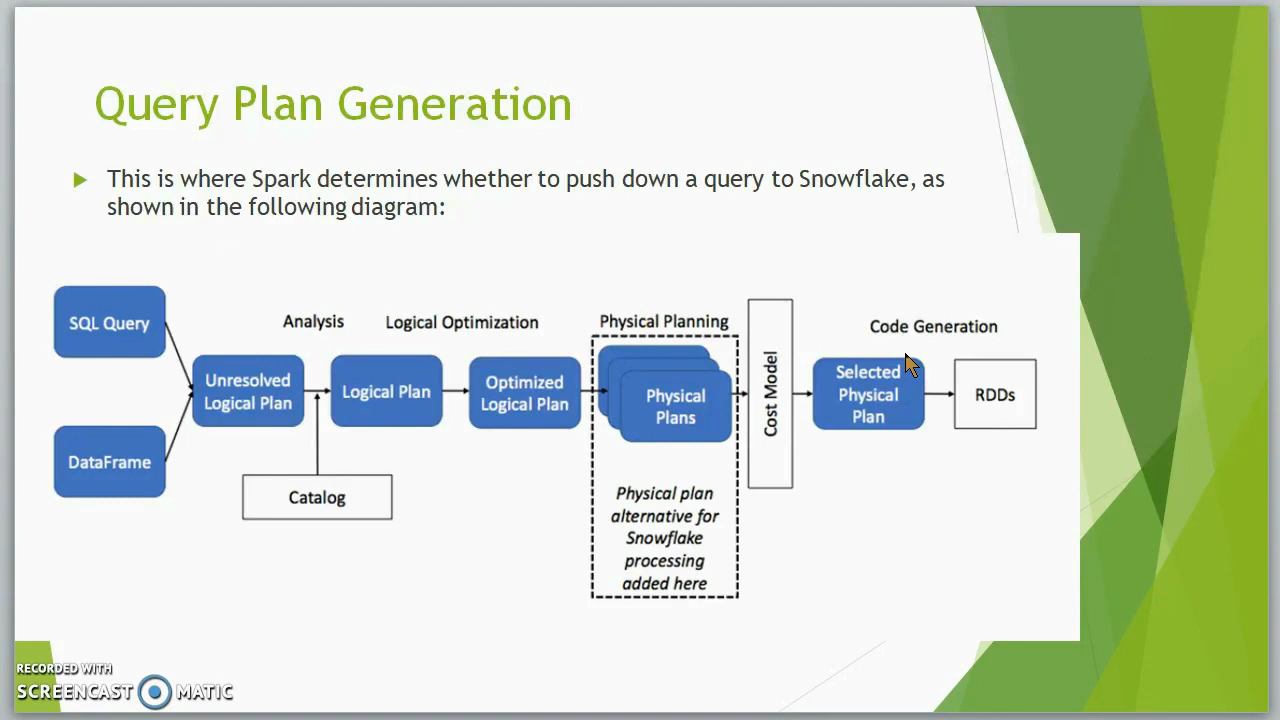 Query Plan Generation
This is where Spark determines whether to push down a query to Snowflake, as
shown in the following diagram:
SQL Query
DataFrame
Analysis
Unresolved
Logical Plan
Catalog
Logical Optimization
Logical Plan
Optimized
Logical Plan
Physical Planning
Physical
Plans
Physical plan
alternative for
Snowflake
processing
added here
Cost Model
Code Generation
Selected
Physical
Plan
RDDs
RECORDED WITH
SCREENCAST MATIC